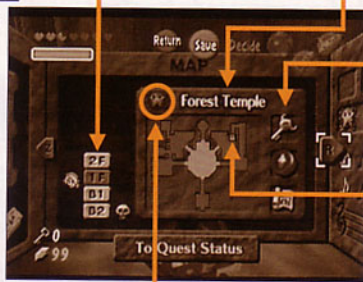 Return Save Decide
MAP
Forest Temple
2F
1F
B1
B2
R
0
99
To Quest Status